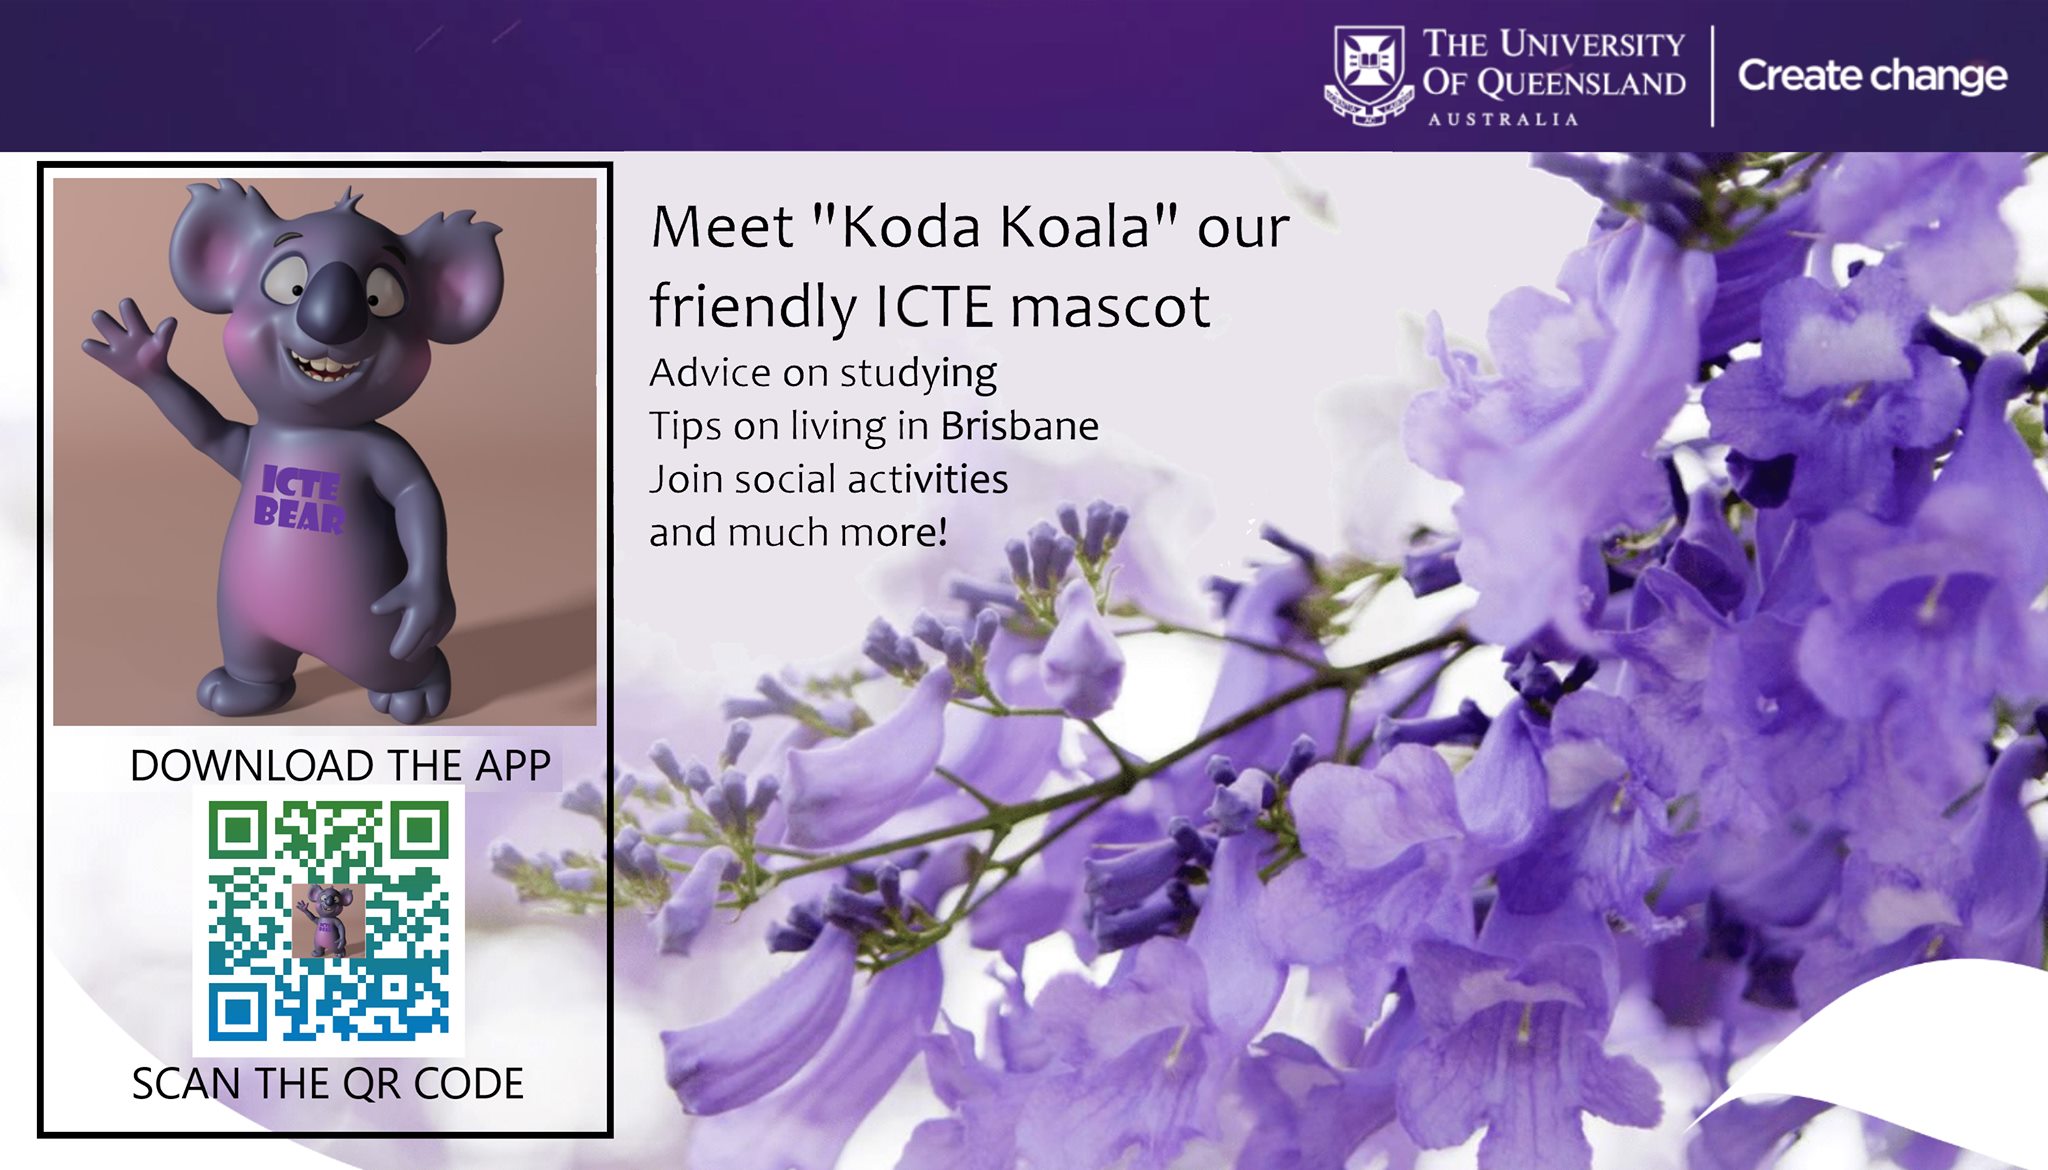 THE UNIVERSITY
OF QUEENSLAND
AUSTRALIA
Create change
Meet "Koda Koala" our
friendly ICTE mascot
Advice on studying
Tips on living in Brisbane
Join social activities
and much more!
ICTE
BEAR
DOWNLOAD THE APP
SCAN THE QR CODE